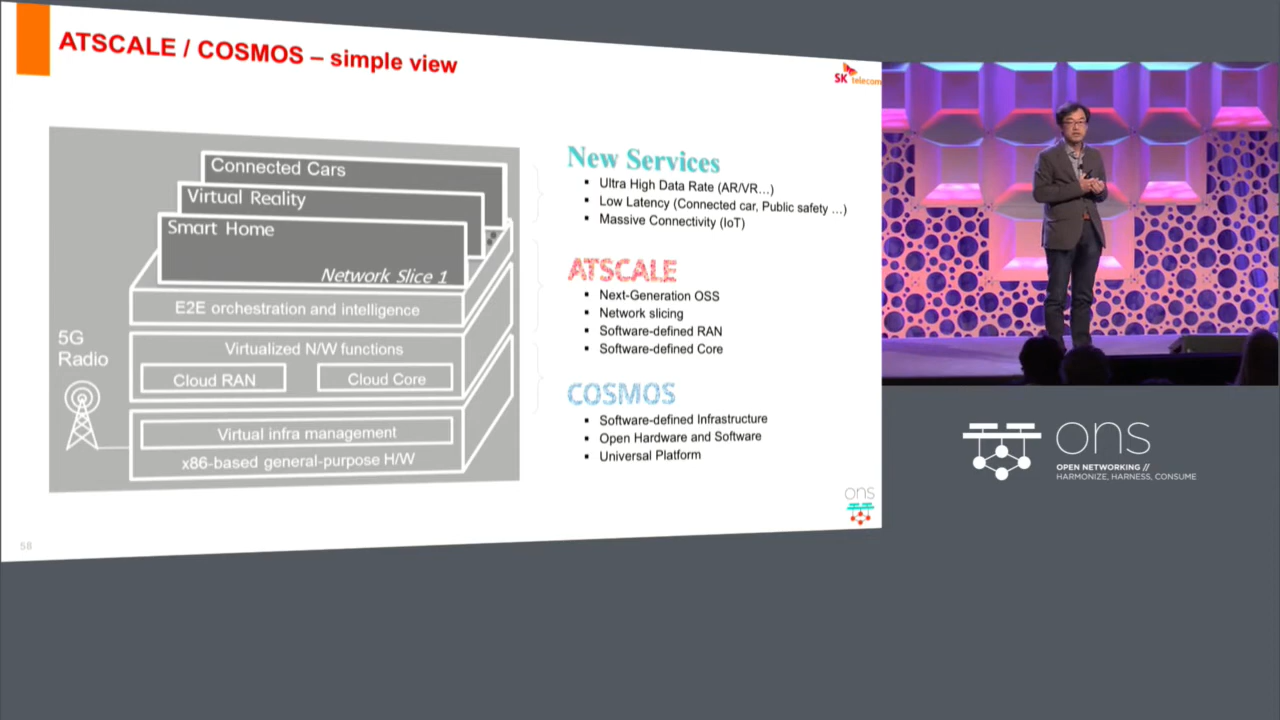 ATSCALE / COSMOS – simple view
SK telecom
Connected Cars
Virtual Reality
Smart Home
Network Slice 1
E2E orchestration and intelligence
5G
Radio
Virtualized N/W functions
Cloud RAN
Cloud Core
Virtual infra management
x86-based general-purpose H/W
New Services
▪ Ultra High Data Rate (AR/VR…)
▪ Low Latency (Connected car, Public safety …)
▪ Massive Connectivity (IoT)
ATSCALE
▪ Next-Generation OSS
▪ Network slicing
▪ Software-defined RAN
▪ Software-defined Core
COSMOS
▪ Software-defined Infrastructure
▪ Open Hardware and Software
▪ Universal Platform
ons
58
ons
OPEN NETWORKING //
HARMONIZE, HARNESS, CONSUME